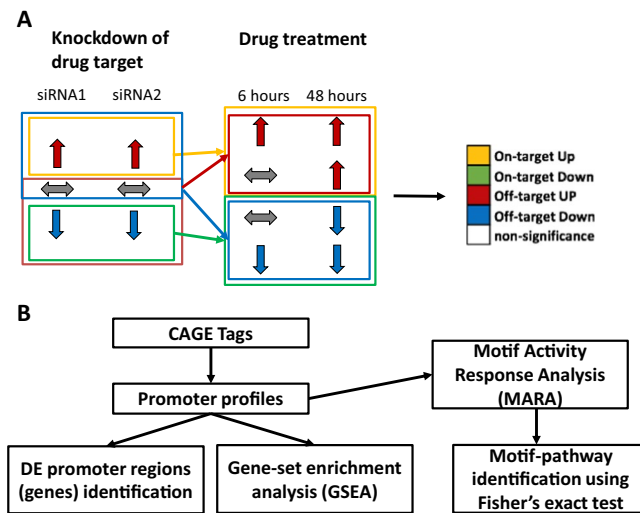 A
Knockdown of
drug target
Drug treatment
siRNA1 siRNA2
6 hours 48 hours
On-target Up
On-target Down
Off-target UP
Off-target Down
non-significance
B
CAGE Tags
Promoter profiles
Motif Activity
Response Analysis
(MARA)
DE promoter regions
(genes) identification
Gene-set enrichment
analysis (GSEA)
Motif-pathway
identification using
Fisher's exact test